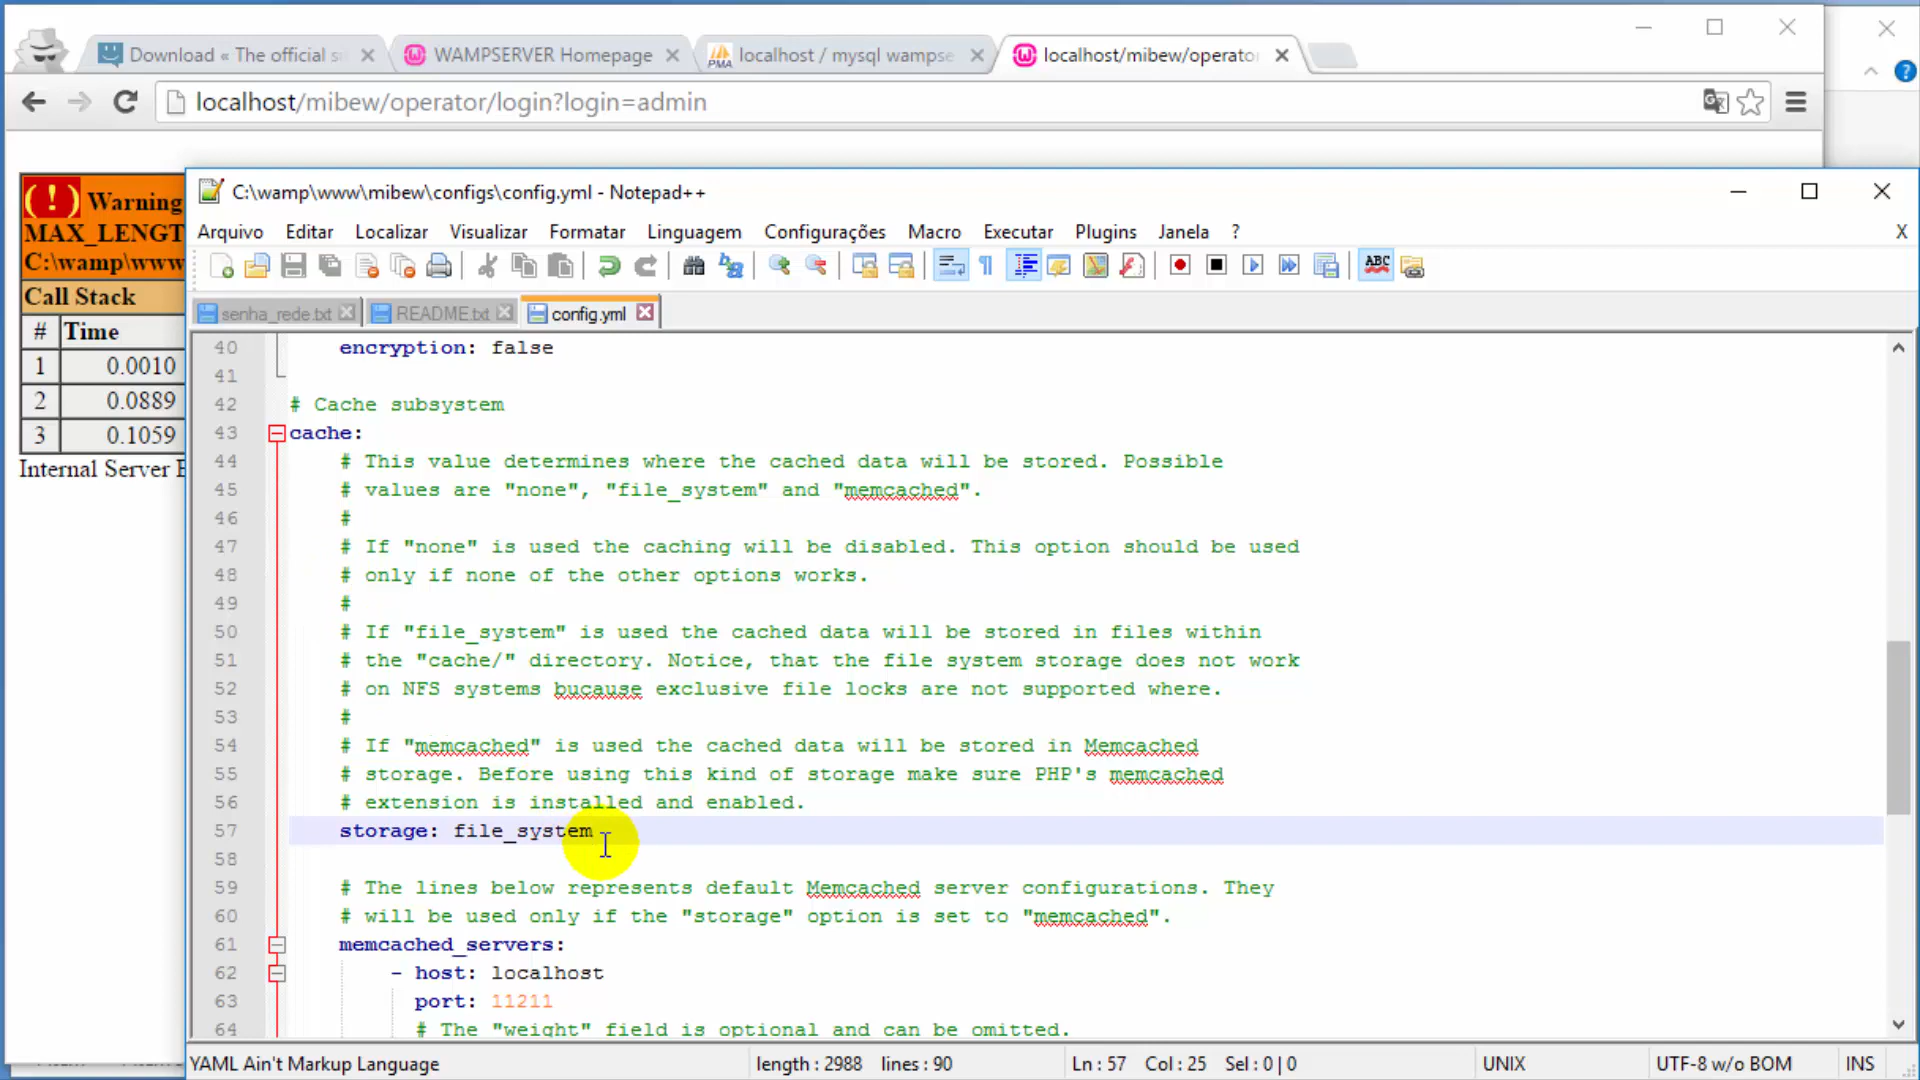 Download « The official si
WAMPSERVER Homepage
localhost / mysql wampse
localhost/mibew/operator
localhost/mibew/operator/login?login=admin
( ! ) Warning
MAX_LENGT
C:\wamp\www
Call Stack
# Time
1 0.0010
2 0.0889
3 0.1059
Internal Server E
C:\wamp\www\mibew\configs\config.yml - Notepad++
Arquivo Editar Localizar Visualizar Formatar Linguagem Configurações Macro Executar Plugins Janela ? X
senha_rede.txt README.txt config.yml
40 encryption: false
41
42 # Cache subsystem
43 cache:
44 # This value determines where the cached data will be stored. Possible
45 # values are "none", "file_system" and "memcached".
46 #
47 # If "none" is used the caching will be disabled. This option should be used
48 # only if none of the other options works.
49 #
50 # If "file_system" is used the cached data will be stored in files within
51 # the "cache/" directory. Notice, that the file system storage does not work
52 # on NFS systems bucause exclusive file locks are not supported where.
53 #
54 # If "memcached" is used the cached data will be stored in Memcached
55 # storage. Before using this kind of storage make sure PHP's memcached
56 # extension is installed and enabled.
57 storage: file_system
58
59 # The lines below represents default Memcached server configurations. They
60 # will be used only if the "storage" option is set to "memcached".
61 memcached_servers:
62 - host: localhost
63 port: 11211
64 # The "weight" field is optional and can be omitted.
YAML Ain't Markup Language length : 2988 lines : 90 Ln : 57 Col : 25 Sel : 0 | 0 UNIX UTF-8 w/o BOM INS